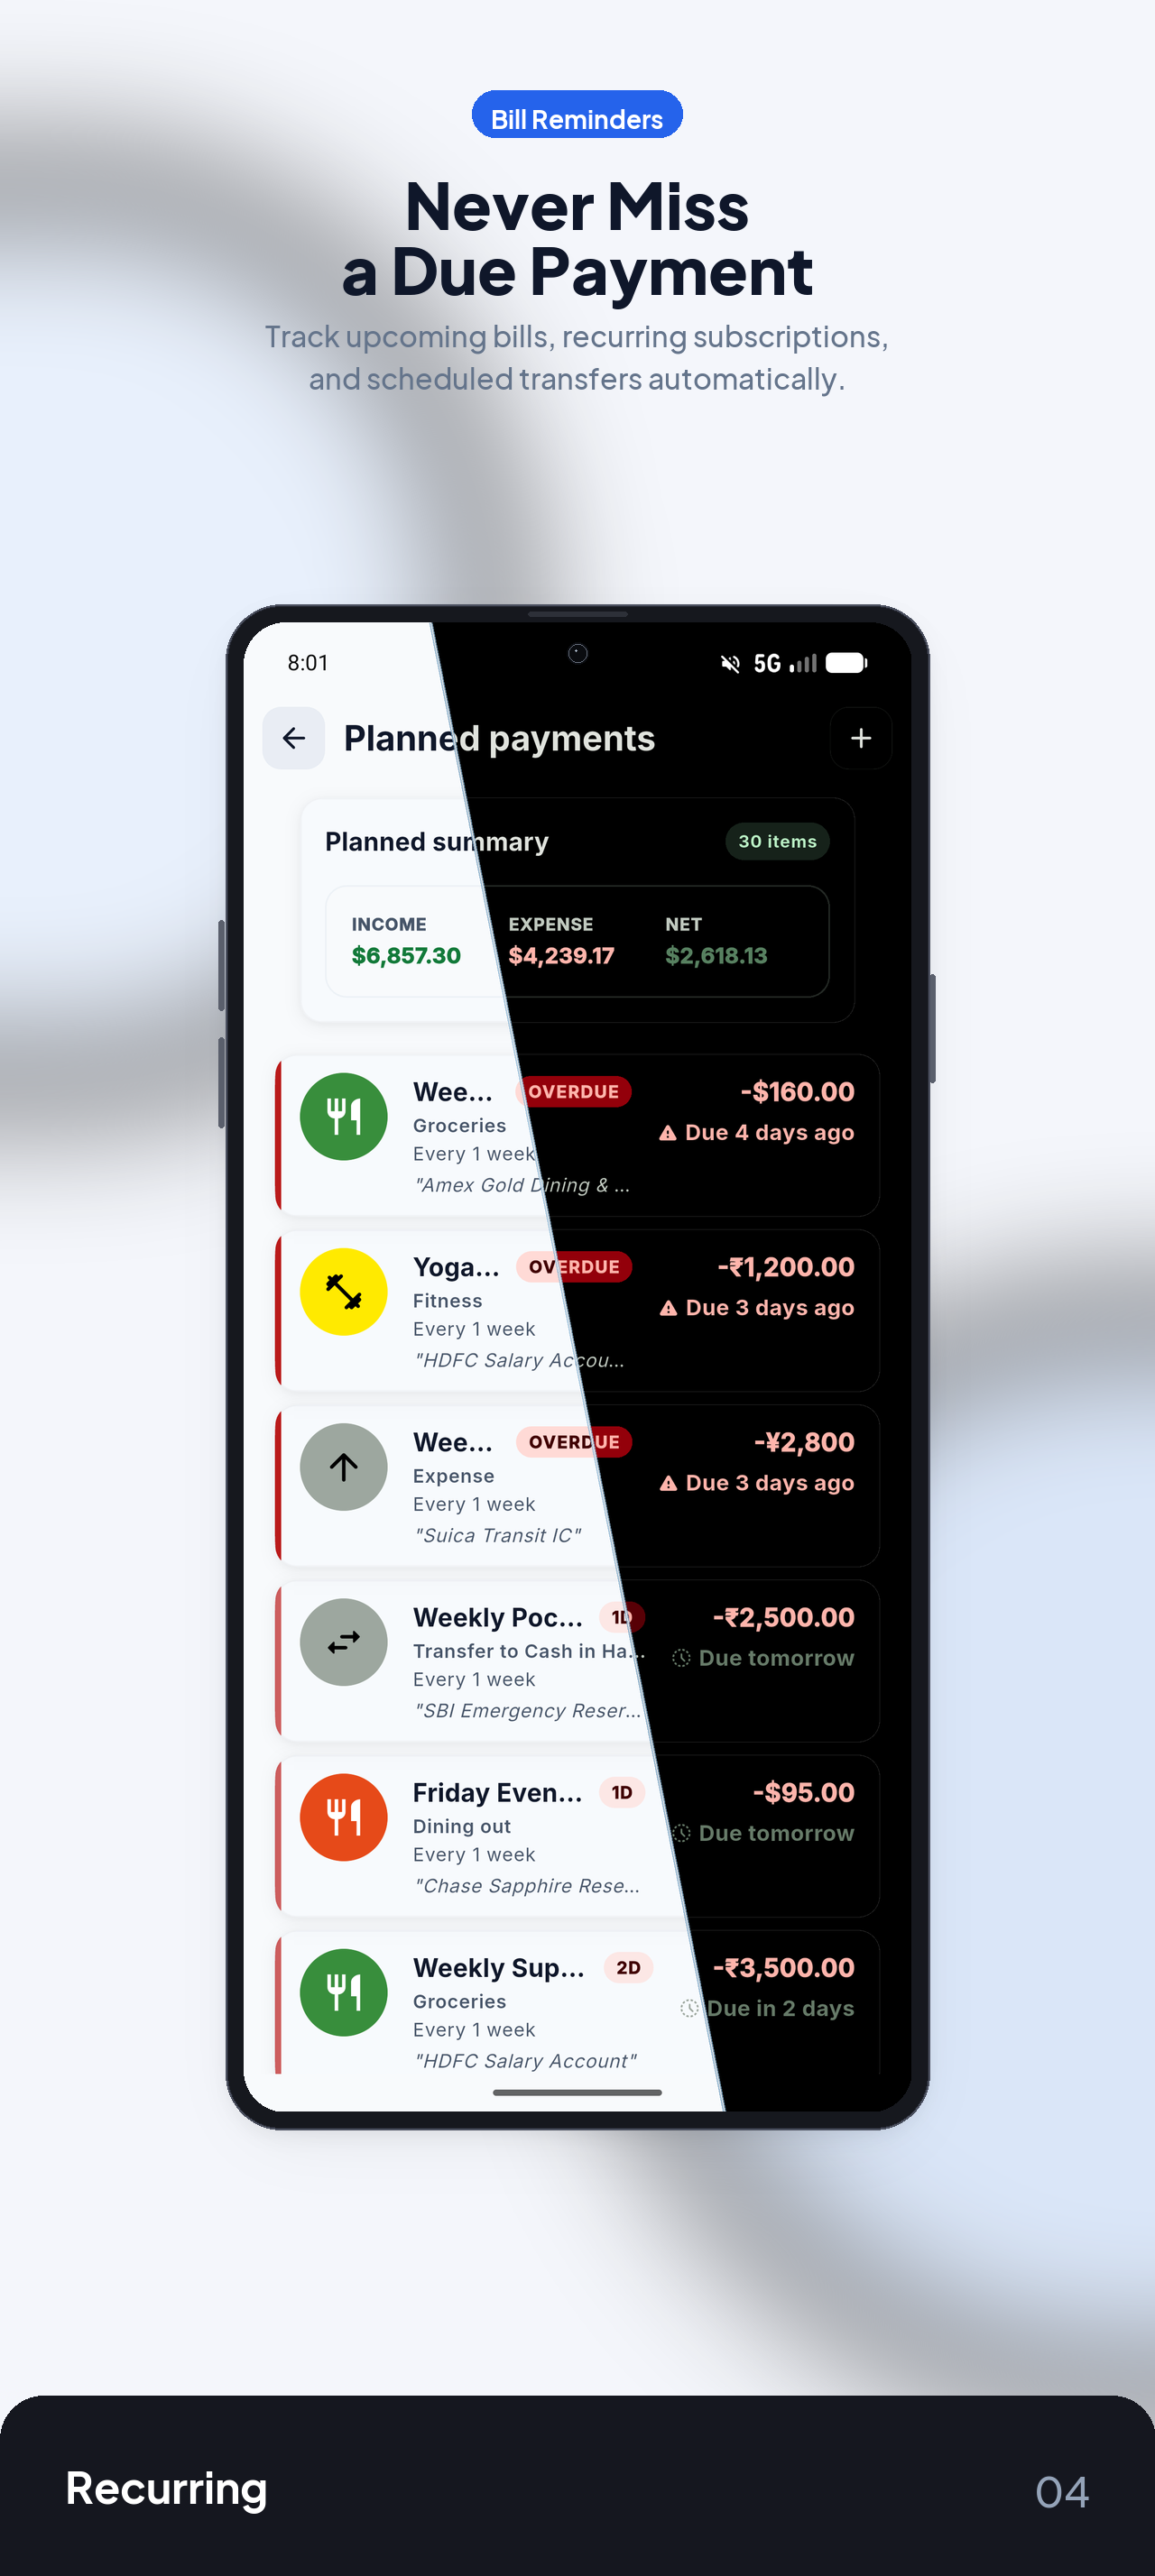 Bill Reminders
Never Miss
a Due Payment
Track upcoming bills, recurring subscriptions,
and scheduled transfers automatically.
8:01 5G
Planned payments
Planned summary 30 items
INCOME EXPENSE NET
$6,857.30 $4,239.17 $2,618.13
Wee... OVERDUE -$160.00
Groceries Due 4 days ago
Every 1 week
"Amex Gold Dining & ...
Yoga... OVERDUE -₹1,200.00
Fitness Due 3 days ago
Every 1 week
"HDFC Salary Accou...
Wee... OVERDUE -¥2,800
Expense Due 3 days ago
Every 1 week
"Suica Transit IC"
Weekly Poc... 1D -₹2,500.00
Transfer to Cash in Ha... Due tomorrow
Every 1 week
"SBI Emergency Reser...
Friday Even... 1D -$95.00
Dining out Due tomorrow
Every 1 week
"Chase Sapphire Rese...
Weekly Sup... 2D -₹3,500.00
Groceries Due in 2 days
Every 1 week
"HDFC Salary Account"
Recurring 04